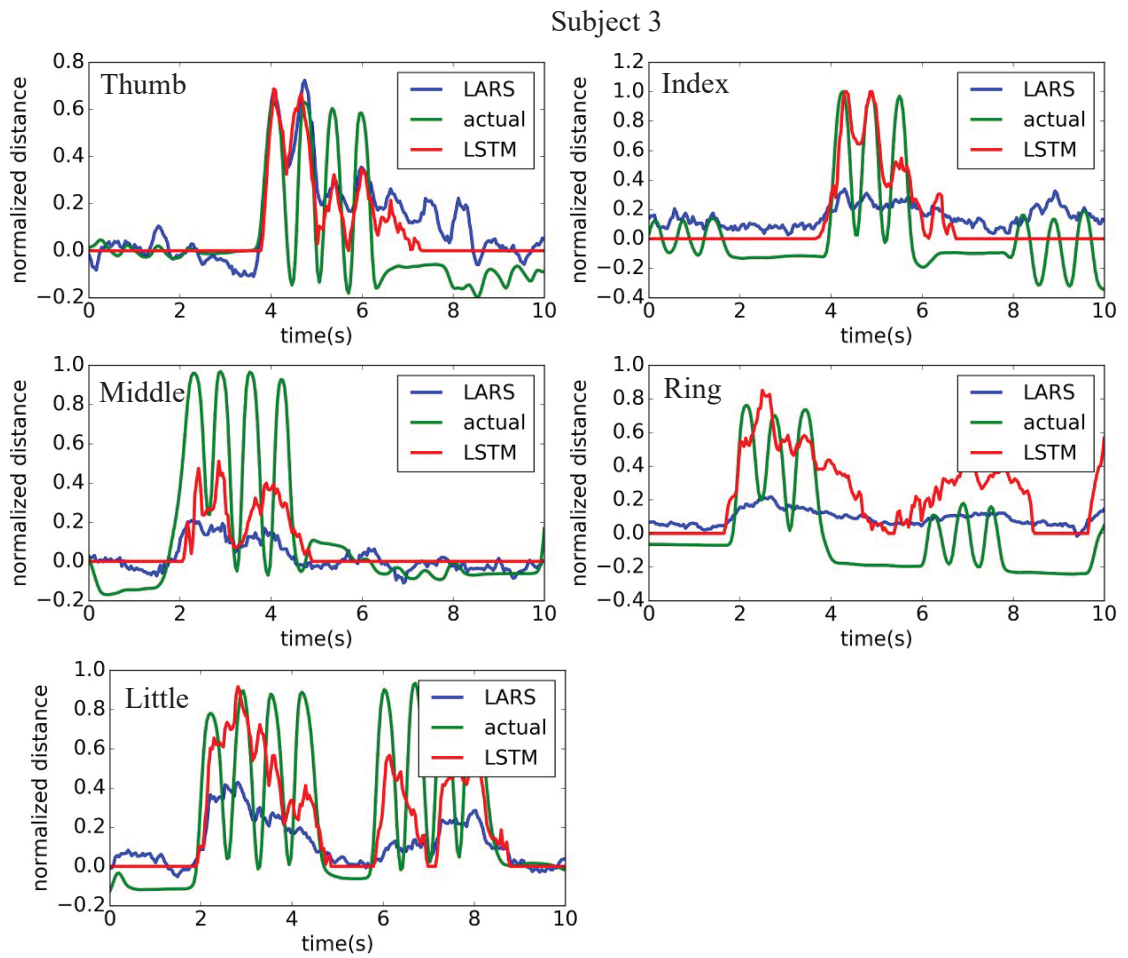 Subject 3
Thumb
normalized distance
0.8
0.6
0.4
0.2
0.0
−0.2
0 2 4 6 8 10
time(s)
LARS
actual
LSTM
Index
normalized distance
1.2
1.0
0.8
0.6
0.4
0.2
0.0
−0.2
−0.4
0 2 4 6 8 10
time(s)
LARS
actual
LSTM
Middle
normalized distance
1.0
0.8
0.6
0.4
0.2
0.0
−0.2
0 2 4 6 8 10
time(s)
LARS
actual
LSTM
Ring
normalized distance
1.0
0.8
0.6
0.4
0.2
0.0
−0.2
−0.4
0 2 4 6 8 10
time(s)
LARS
actual
LSTM
Little
normalized distance
1.0
0.8
0.6
0.4
0.2
0.0
−0.2
0 2 4 6 8 10
time(s)
LARS
actual
LSTM